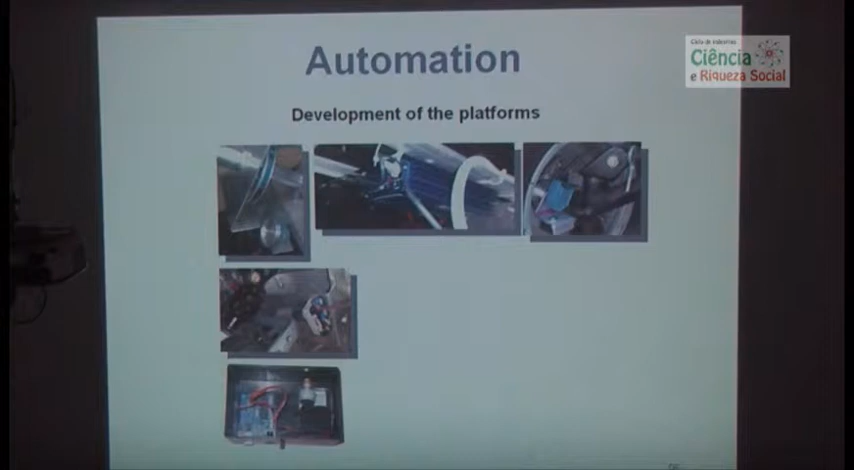 Automation
Development of the platforms
Ciência
e Riqueza Social